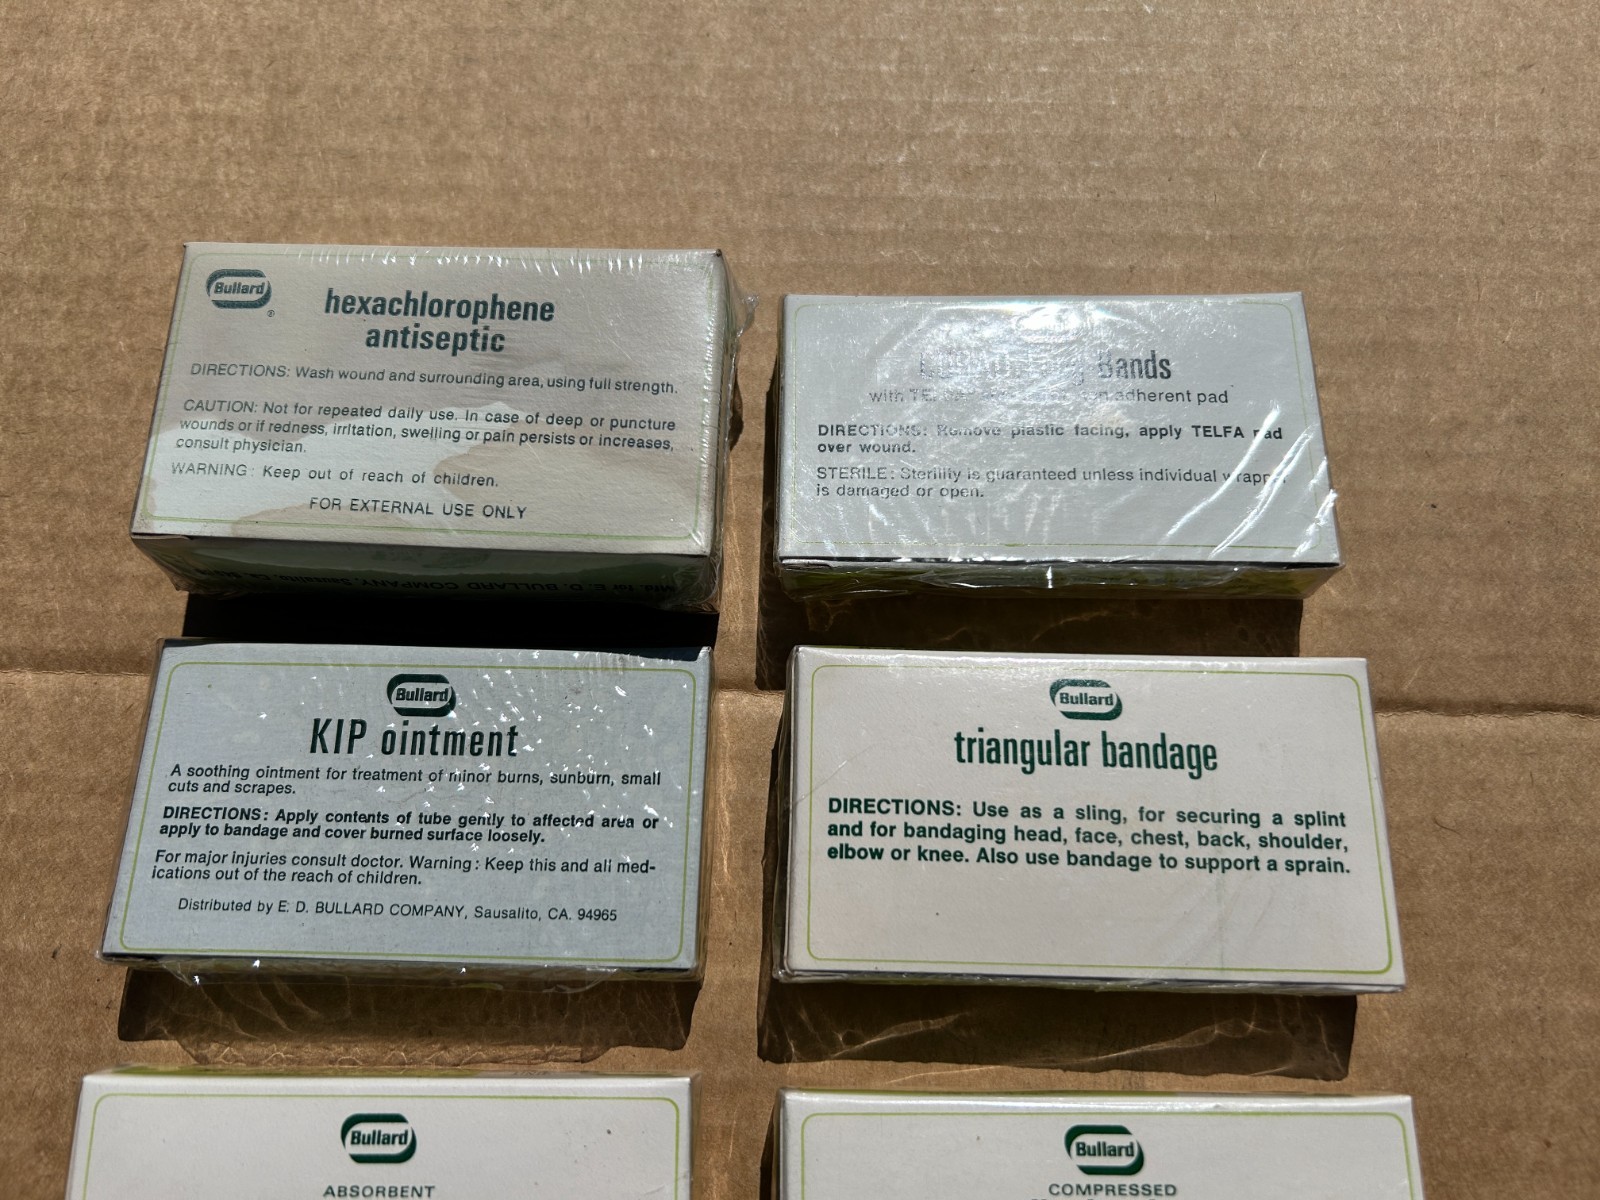 Bullard
®
hexachlorophene
antiseptic
DIRECTIONS: Wash wound and surrounding area, using full strength.
CAUTION: Not for repeated daily use. In case of deep or puncture
wounds or if redness, irritation, swelling or pain persists or increases,
consult physician.
WARNING: Keep out of reach of children.
FOR EXTERNAL USE ONLY
Mfd. for E. D. BULLARD COMPANY, Sausalito, Ca.
Bands
with adherent pad
DIRECTIONS: Remove plastic facing, apply TELFA pad
over wound.
STERILE: Sterility is guaranteed unless individual
is damaged or open.
Bullard
KIP ointment
A soothing ointment for treatment of minor burns, sunburn, small
cuts and scrapes.
DIRECTIONS: Apply contents of tube gently to affected area or
apply to bandage and cover burned surface loosely.
For major injuries consult doctor. Warning: Keep this and all med-
ications out of the reach of children.
Distributed by E. D. BULLARD COMPANY, Sausalito, CA. 94965
Bullard
triangular bandage
DIRECTIONS: Use as a sling, for securing a splint
and for bandaging head, face, chest, back, shoulder,
elbow or knee. Also use bandage to support a sprain.
Bullard
ABSORBENT
Bullard
COMPRESSED